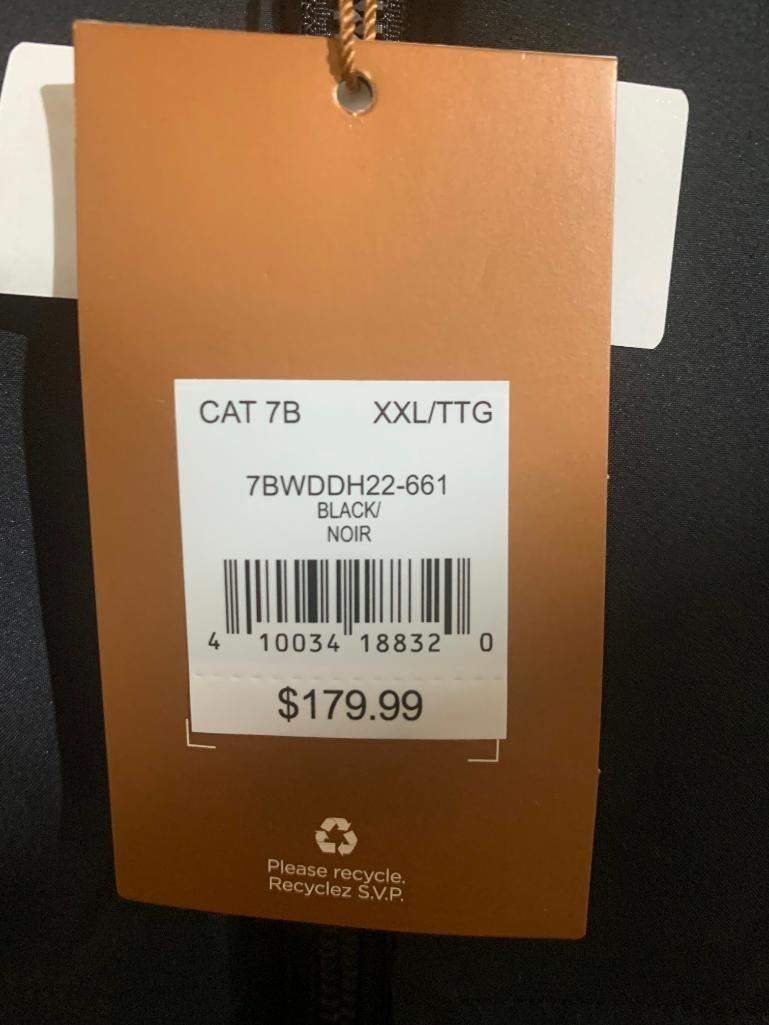 CAT 7B XXL/TTG
7BWDDH22-661
BLACK/
NOIR
4 10034 18832 0
$179.99
Please recycle.
Recyclez S.V.P.